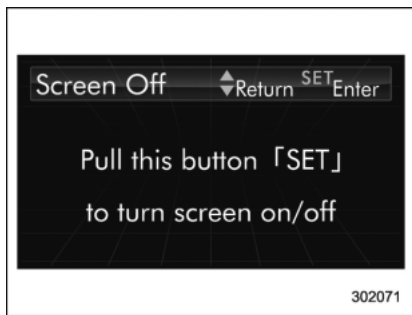 Screen Off ▲▼Return SET Enter
Pull this button「SET」
to turn screen on/off
302071